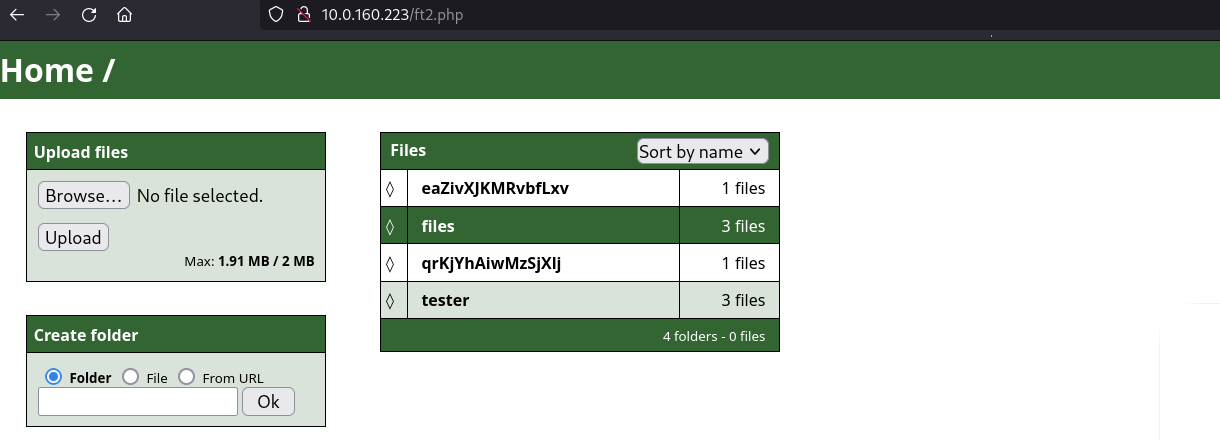 10.0.160.223/ft2.php
Home /
Upload files
Browse... No file selected.
Upload
Max: 1.91 MB / 2 MB
Create folder
Folder File From URL
Ok
Files Sort by name
◊ eaZivXJKMRvbfLxv 1 files
◊ files 3 files
◊ qrKjYhAiwMzSjXlj 1 files
◊ tester 3 files
4 folders - 0 files